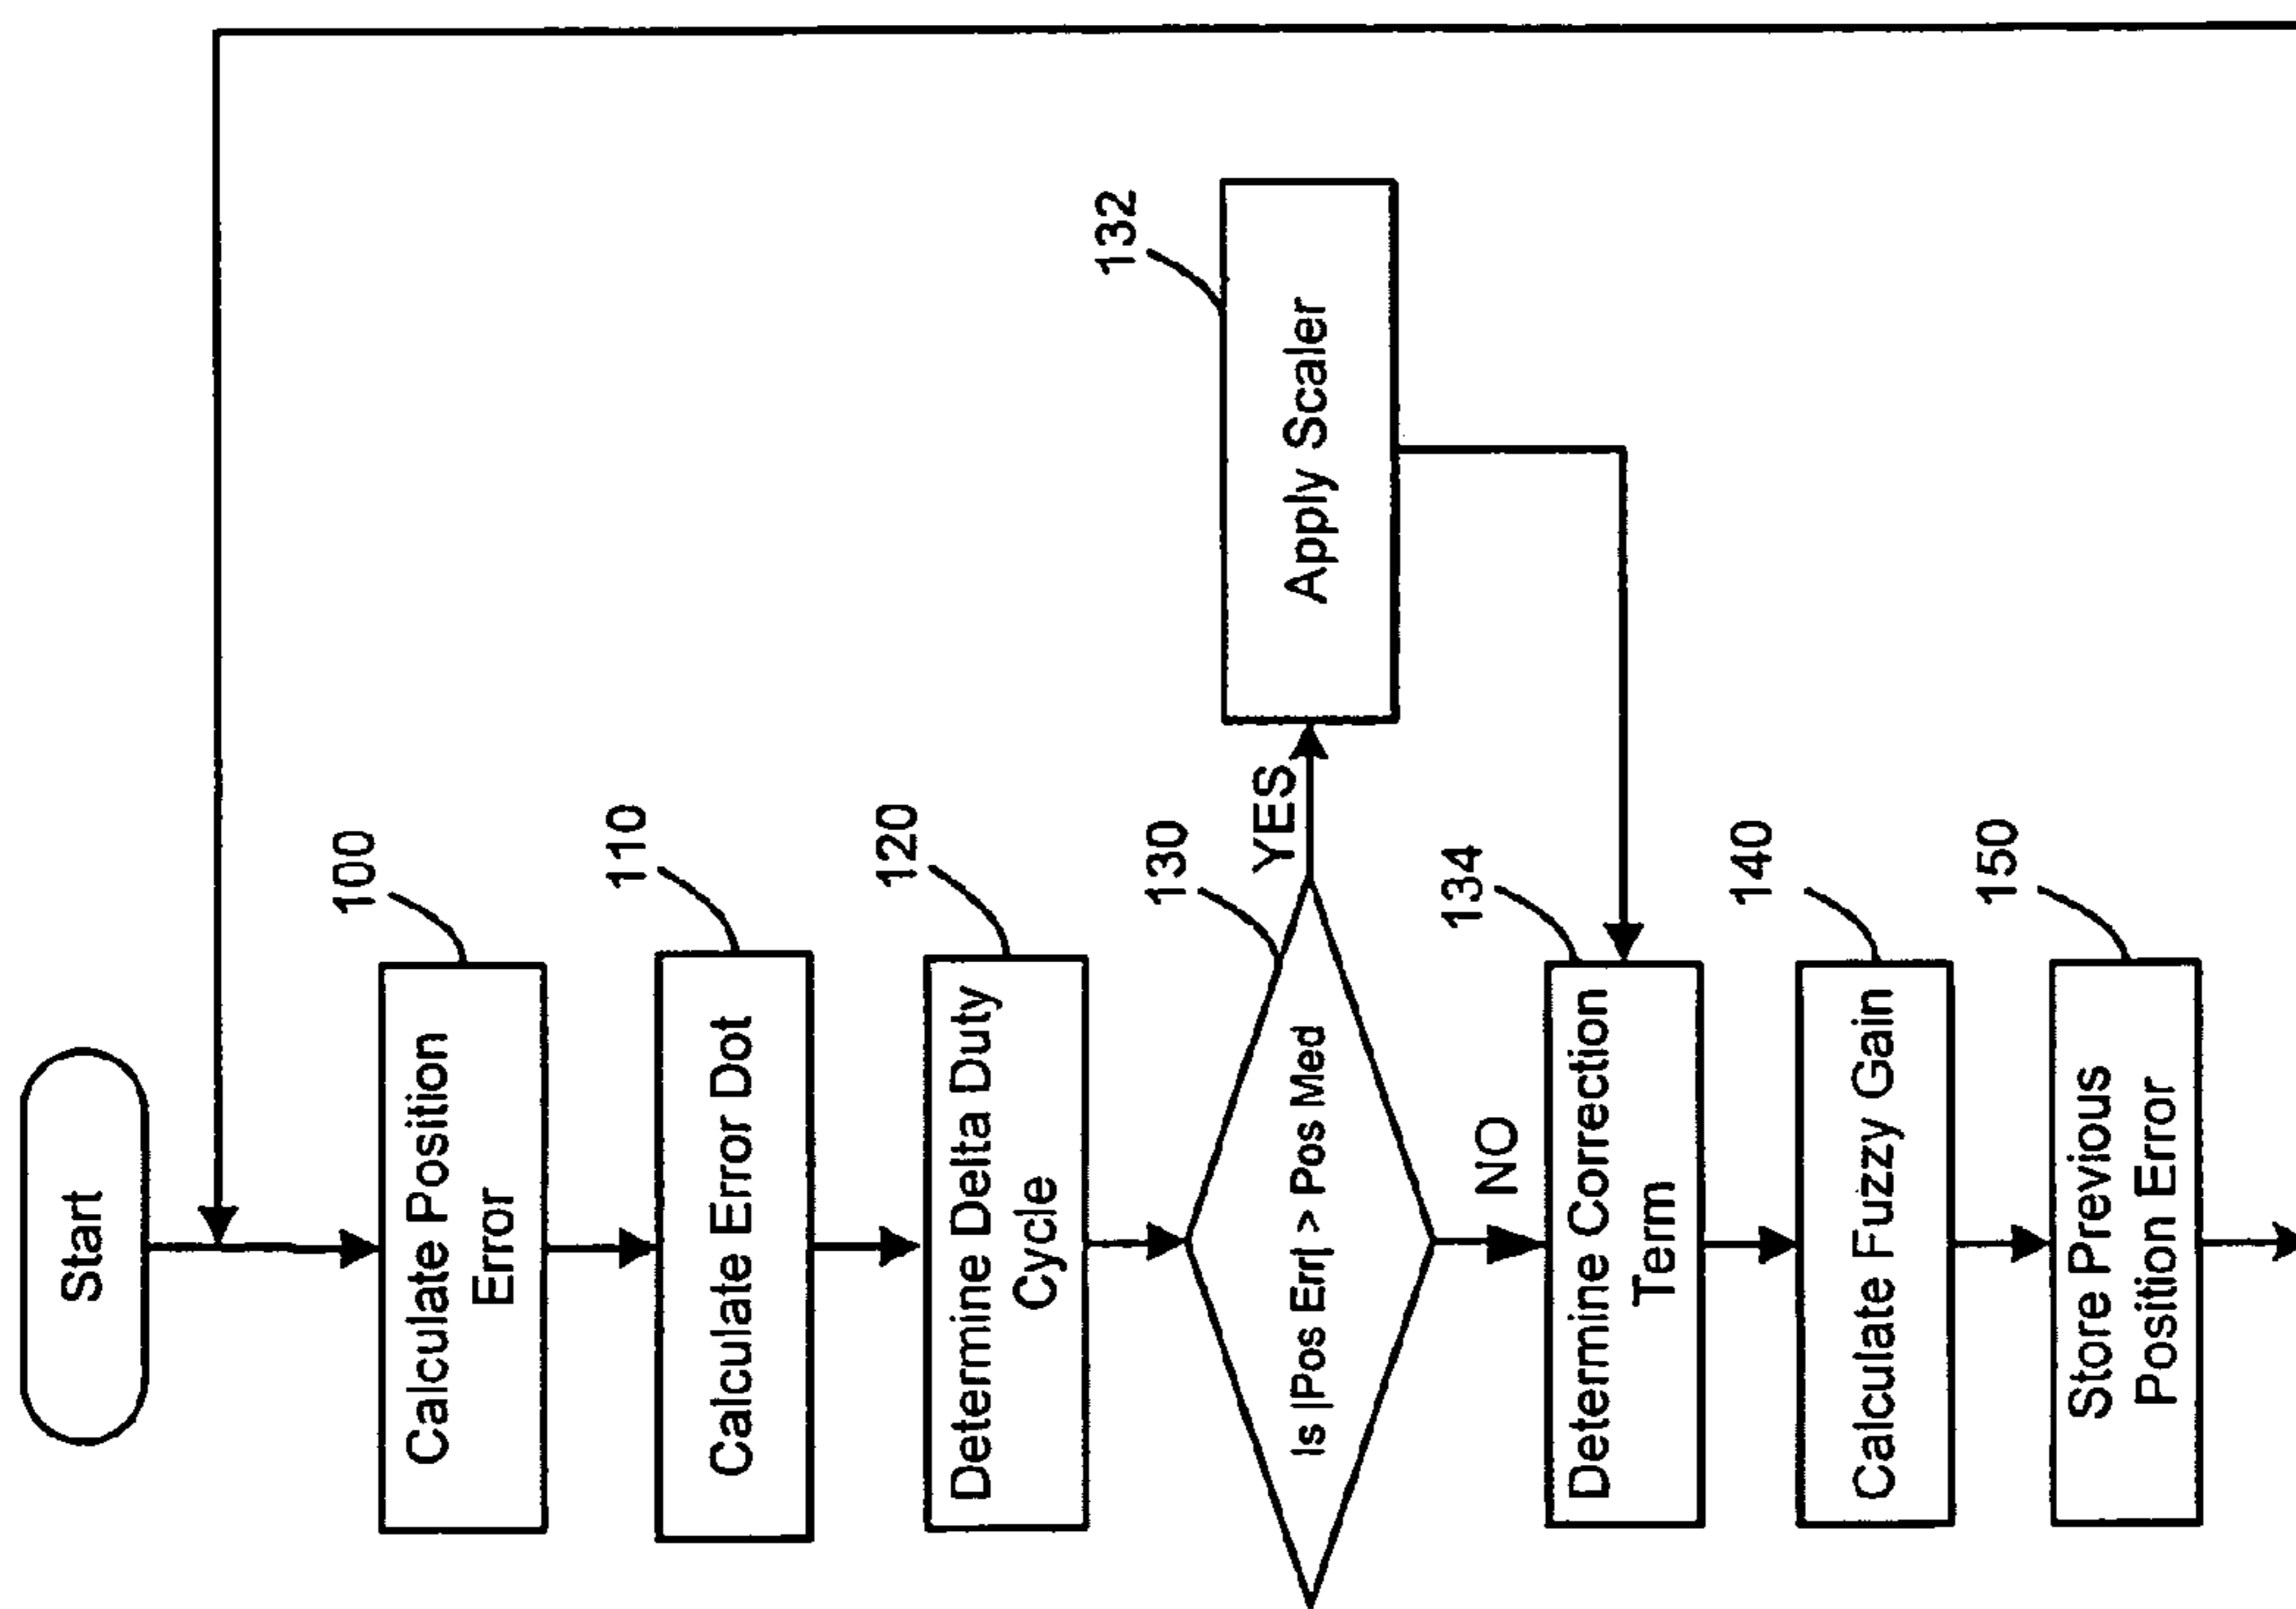 Start
100
Calculate Position
Error
110
Calculate Error Dot
120
Determine Delta Duty
Cycle
130
Is |Pos Err| > Pos Med
YES
132
Apply Scaler
NO
134
Determine Correction
Term
140
Calculate Fuzzy Gain
150
Store Previous
Position Error